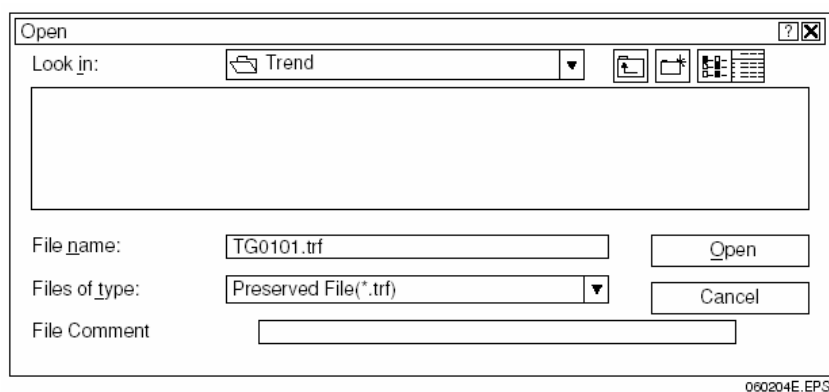 Open ?
Look in: Trend
File name: TG0101.trf Open
Files of type: Preserved File(*.trf) Cancel
File Comment
060204E.EPS